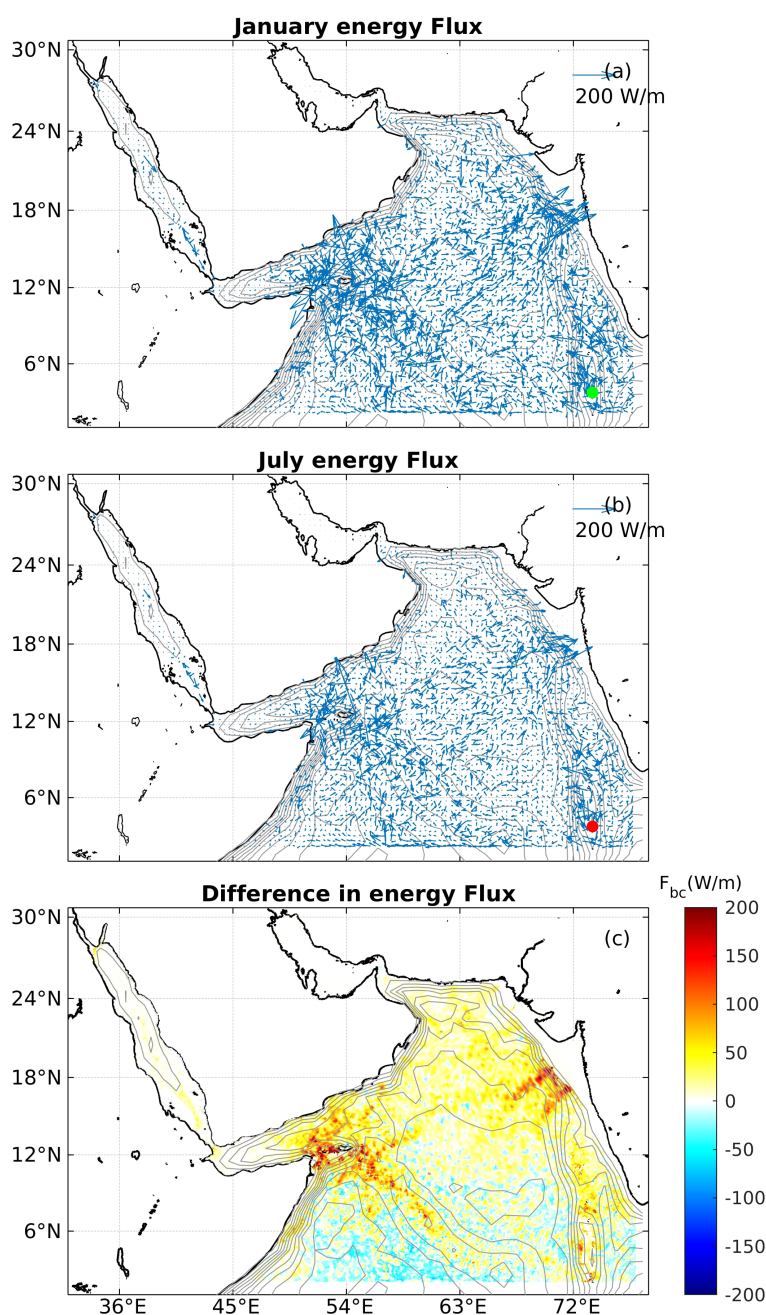 January energy Flux
30°N
24°N
18°N
12°N
6°N
(a)
200 W/m
July energy Flux
30°N
24°N
18°N
12°N
6°N
(b)
200 W/m
Difference in energy Flux
30°N
24°N
18°N
12°N
6°N
36°E
45°E
54°E
63°E
72°E
(c)
Fbc(W/m)
200
150
100
50
0
-50
-100
-150
-200